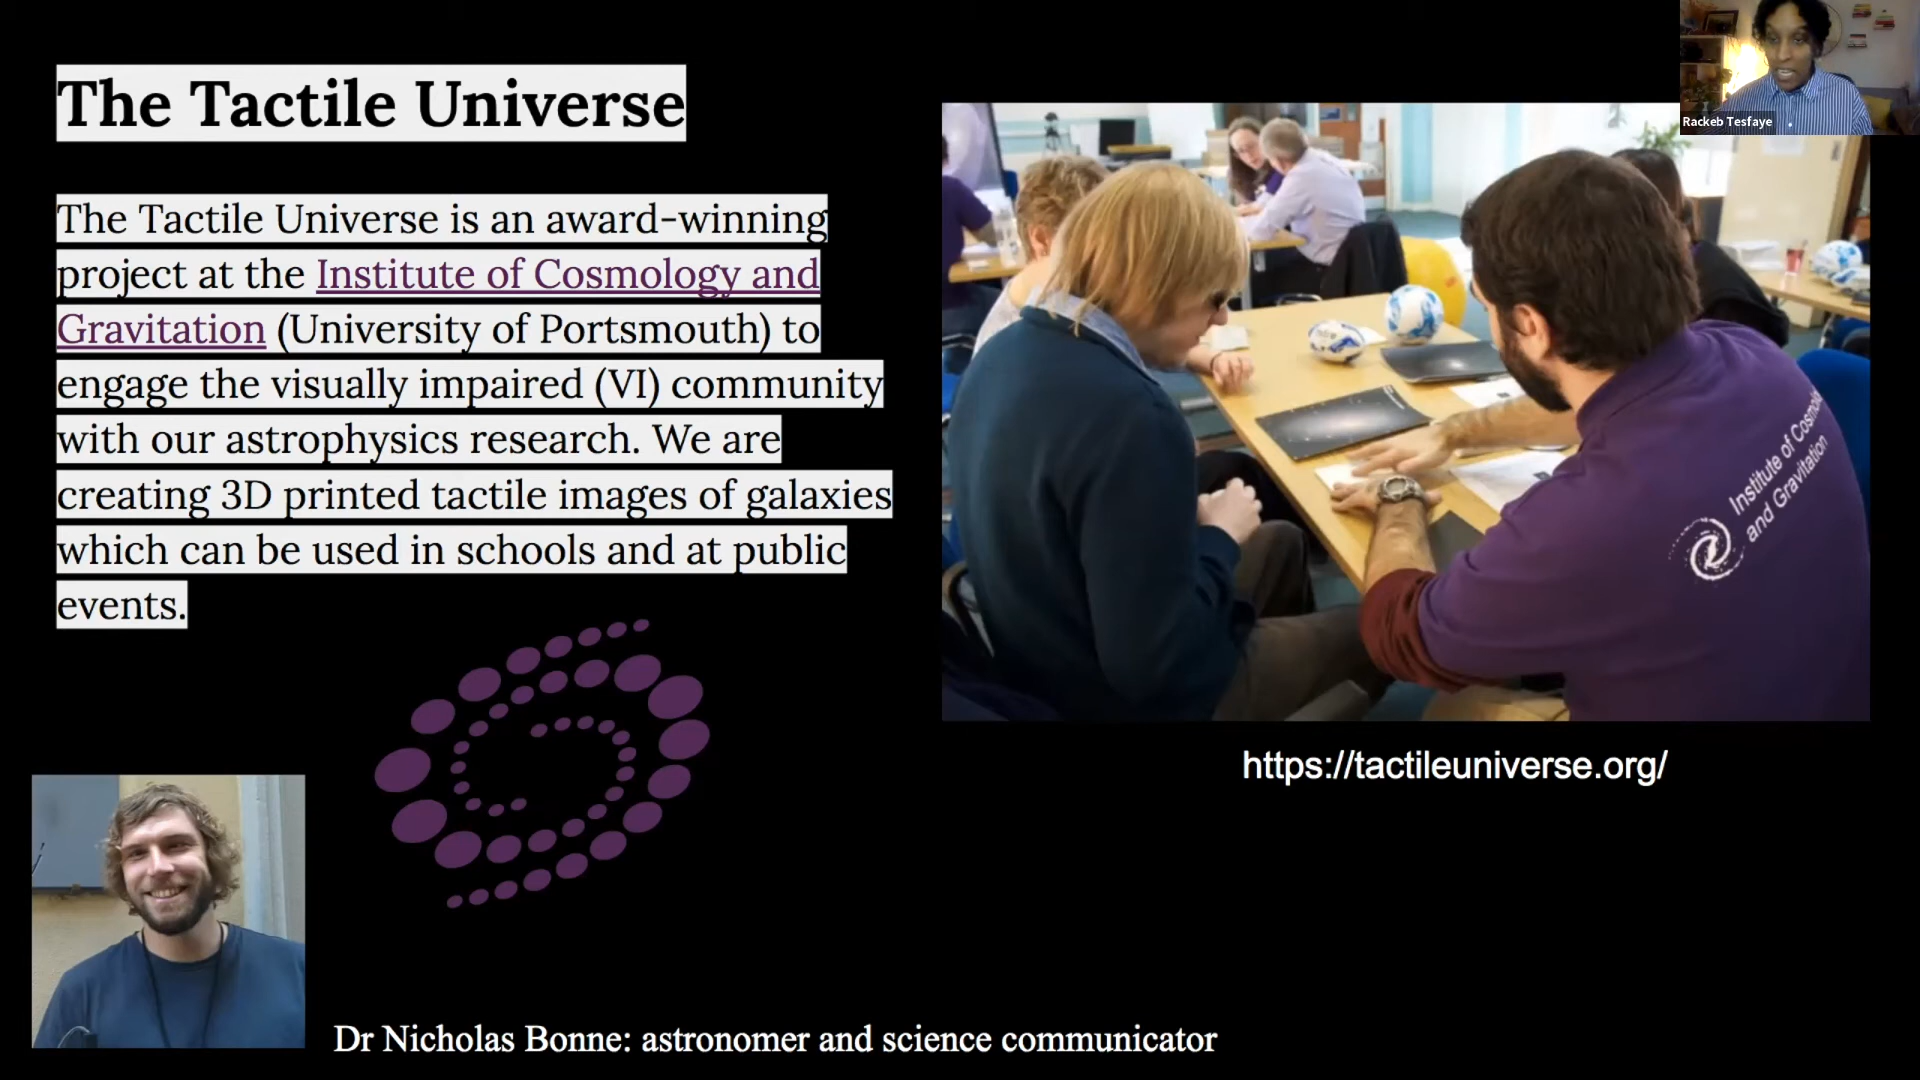 The Tactile Universe
The Tactile Universe is an award-winning
project at the Institute of Cosmology and
Gravitation (University of Portsmouth) to
engage the visually impaired (VI) community
with our astrophysics research. We are
creating 3D printed tactile images of galaxies
which can be used in schools and at public
events.
Rackeb Tesfaye
Institute of Cosmology
and Gravitation
https://tactileuniverse.org/
Dr Nicholas Bonne: astronomer and science communicator